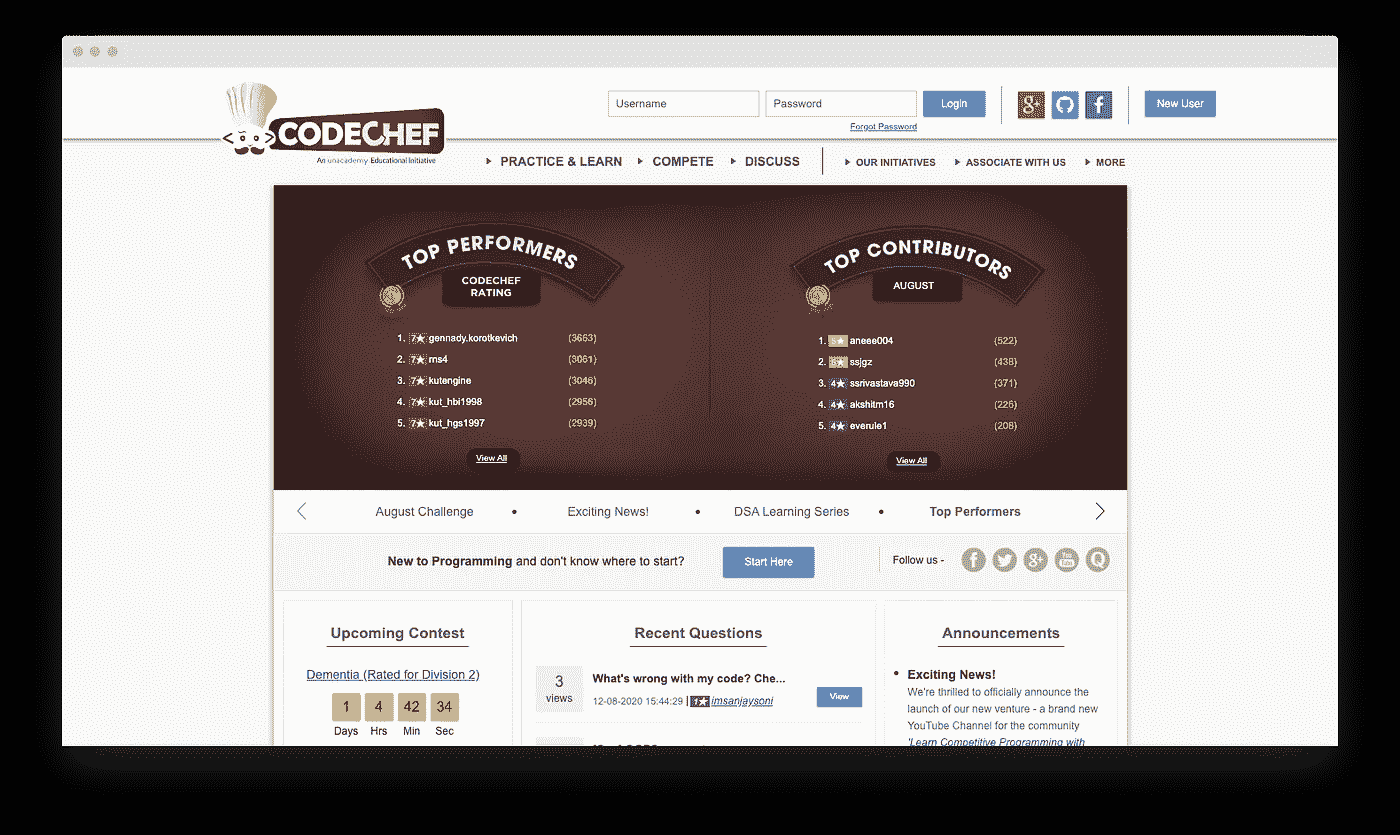 CODECHEF
An unacademy Educational Initiative
Username
Password
Login
New User
Forgot Password
PRACTICE & LEARN
COMPETE
DISCUSS
OUR INITIATIVES
ASSOCIATE WITH US
MORE
TOP PERFORMERS
CODECHEF
RATING
1. 7★ gennady.korotkevich (3663)
2. 7★ rns4 (3061)
3. 7★ kutengine (3046)
4. 7★ kut_hbi1998 (2956)
5. 7★ kut_hgs1997 (2939)
View All
TOP CONTRIBUTORS
AUGUST
1. 5★ aneee004 (522)
2. ★ ssjgz (438)
3. 4★ ssrivastava990 (371)
4. 4★ akshitm16 (226)
5. 4★ everule1 (208)
View All
August Challenge
Exciting News!
DSA Learning Series
Top Performers
New to Programming and don't know where to start?
Start Here
Follow us -
Upcoming Contest
Dementia (Rated for Division 2)
1 4 42 34
Days Hrs Min Sec
Recent Questions
3
views
What's wrong with my code? Che...
12-08-2020 15:44:29 | 1★ imsanjaysoni
View
Announcements
Exciting News!
We're thrilled to officially announce the
launch of our new venture - a brand new
YouTube Channel for the community
'Learn Competitive Programming with